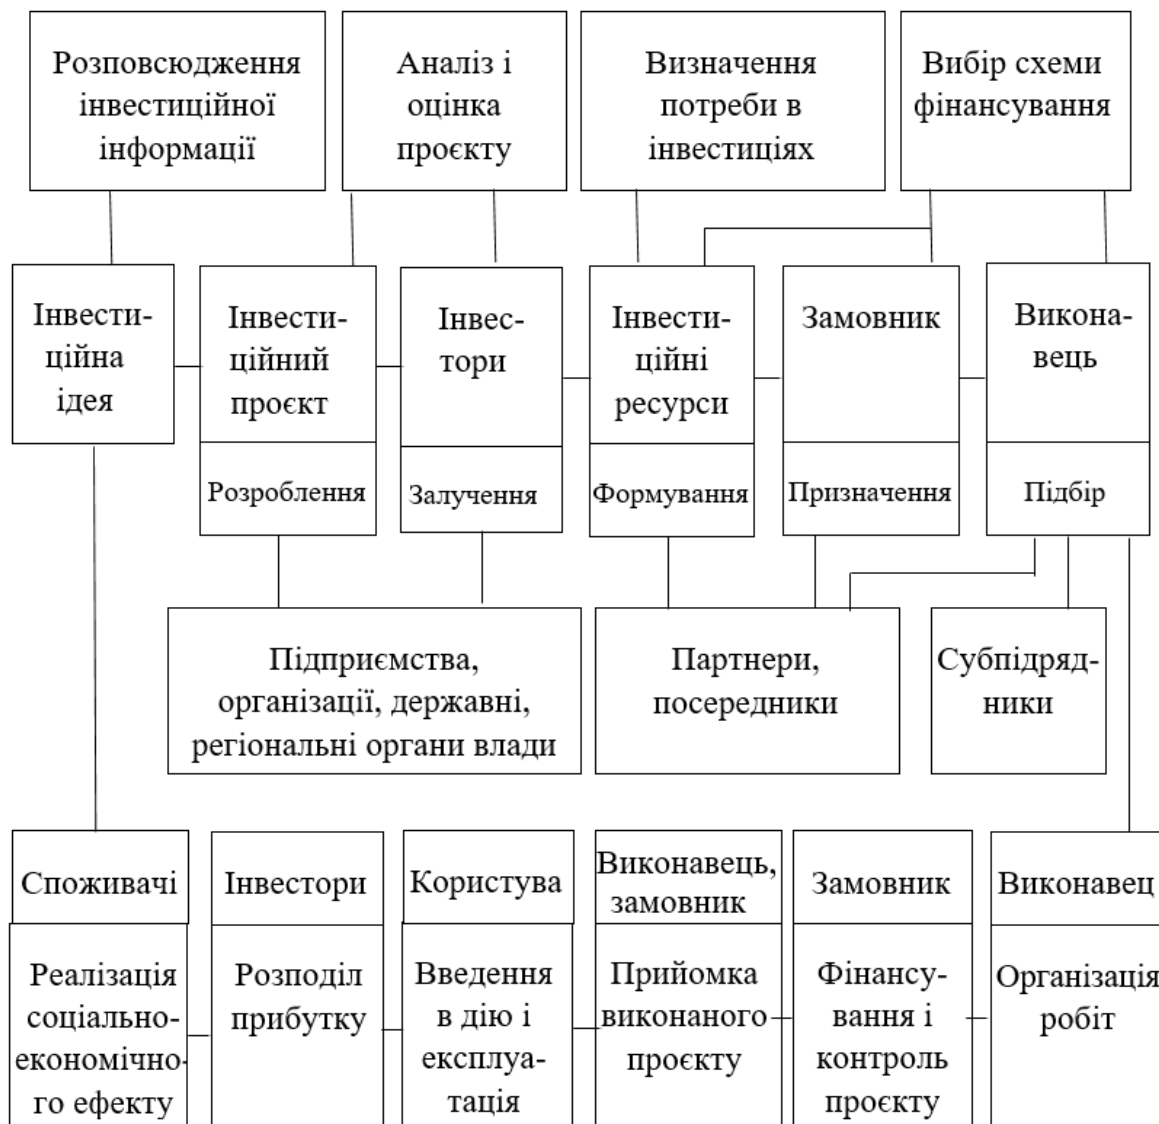 Розповсюдження
інвестиційної
інформації
Аналіз і
оцінка
проєкту
Визначення
потреби в
інвестиціях
Вибір схеми
фінансування
Інвести-
ційна
ідея
Інвести-
ційний
проєкт
Розроблення
Інвес-
тори
Залучення
Інвести-
ційні
ресурси
Формування
Замовник
Призначення
Викона-
вець
Підбір
Підприємства,
організації, державні,
регіональні органи влади
Партнери,
посередники
Субпідряд-
ники
Споживачі
Реалізація
соціально-
економічно-
го ефекту
Інвестори
Розподіл
прибутку
Користува
Введення
в дію і
експлуа-
тація
Виконавець,
замовник
Прийомка
виконаного
проєкту
Замовник
Фінансу-
вання і
контроль
проєкту
Виконавец
Організація
робіт